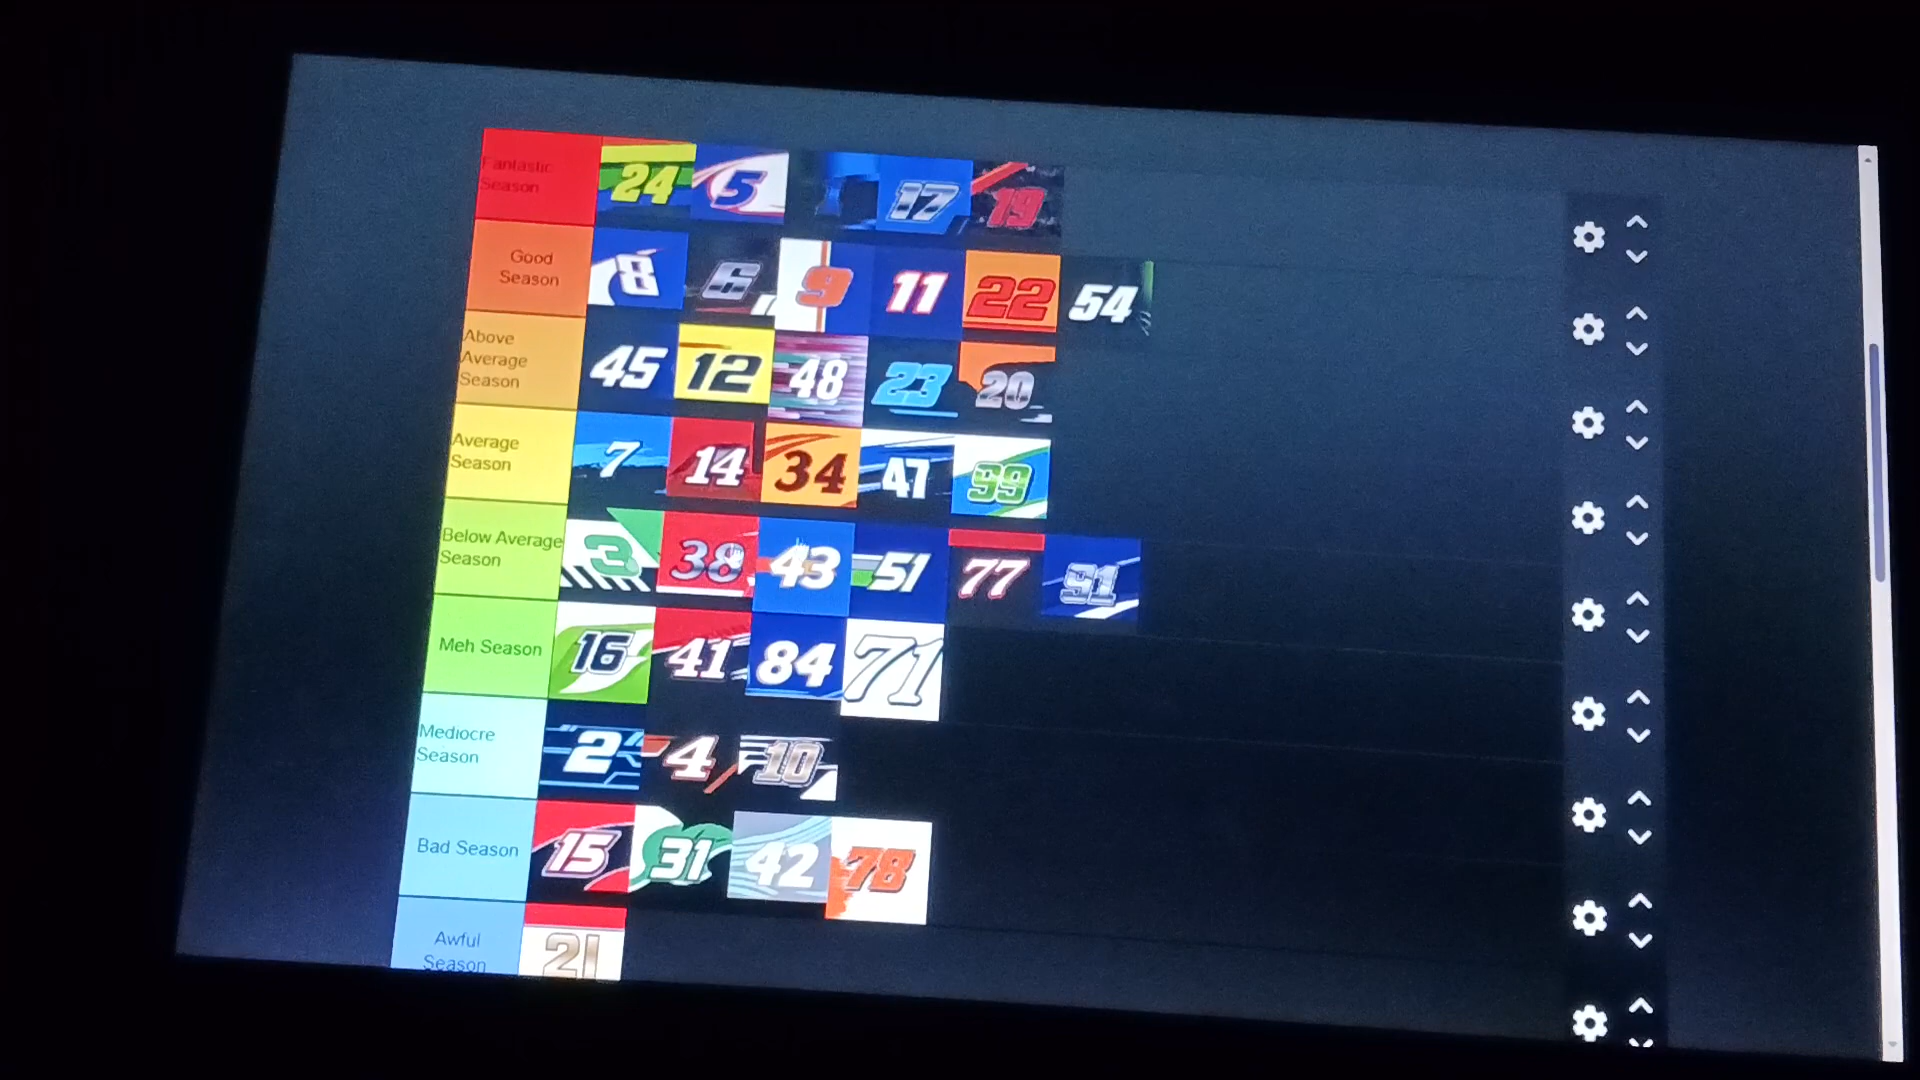 Fantastic
Season
24 5 17 19
Good
Season
8 6 9 11 22 54
Above
Average
Season
45 12 48 23 20
Average
Season
7 14 34 47 99
Below Average
Season
3 38 43 51 77 91
Meh Season
16 41 84 71
Mediocre
Season
2 4 10
Bad Season
15 31 42 78
Awful
Season
21